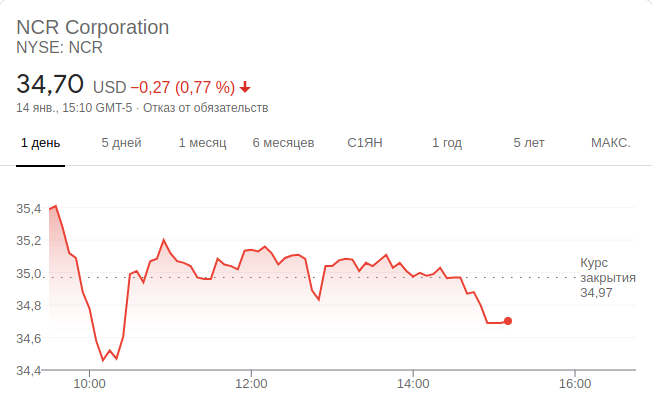 NCR Corporation
NYSE: NCR
34,70 USD −0,27 (0,77 %)
14 янв., 15:10 GMT-5 · Отказ от обязательств
1 день 5 дней 1 месяц 6 месяцев С1ЯН 1 год 5 лет МАКС.
35,4
35,2
35,0
34,8
34,6
34,4
Курс
закрытия
34,97
10:00 12:00 14:00 16:00